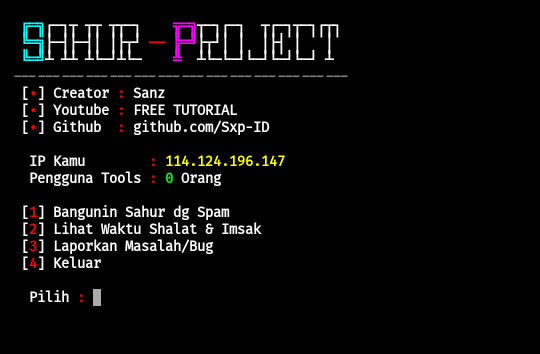 SAHUR-PROJECT
[•] Creator : Sanz
[•] Youtube : FREE TUTORIAL
[•] Github  : github.com/Sxp-ID
IP Kamu        : 114.124.196.147
Pengguna Tools : 0 Orang
[1] Bangunin Sahur dg Spam
[2] Lihat Waktu Shalat & Imsak
[3] Laporkan Masalah/Bug
[4] Keluar
Pilih :